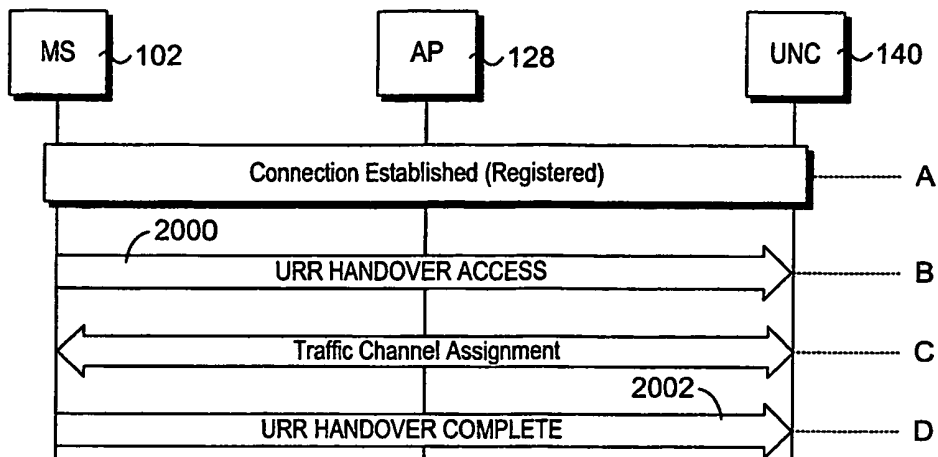 MS
102
AP
128
UNC
140
Connection Established (Registered)
A
2000
URR HANDOVER ACCESS
B
Traffic Channel Assignment
C
2002
URR HANDOVER COMPLETE
D